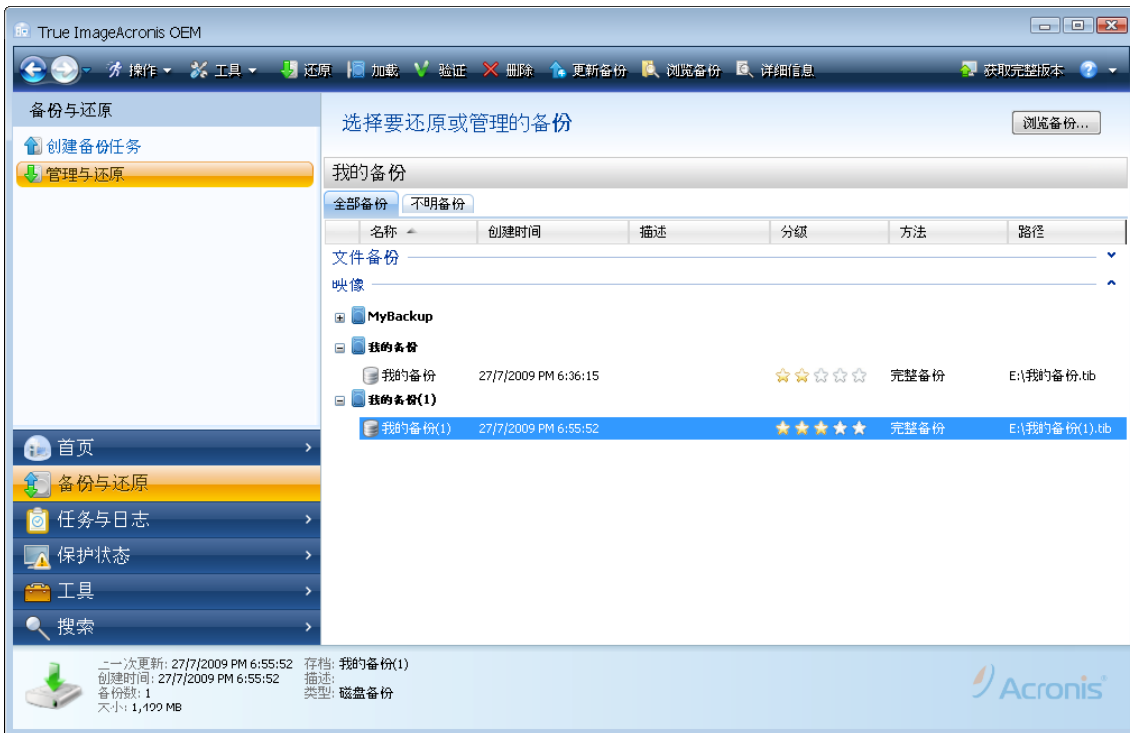 True ImageAcronis OEM
操作 工具 还原 加载 验证 删除 更新备份 浏览备份 详细信息 获取完整版本
备份与还原
创建备份任务
管理与还原
选择要还原或管理的备份
浏览备份...
我的备份
全部备份 不明备份
名称 创建时间 描述 分级 方法 路径
文件备份
映像
MyBackup
我的备份
我的备份 27/7/2009 PM 6:36:15 完整备份 E:\我的备份.tib
我的备份(1)
我的备份(1) 27/7/2009 PM 6:55:52 完整备份 E:\我的备份(1).tib
首页
备份与还原
任务与日志
保护状态
工具
搜索
上一次更新: 27/7/2009 PM 6:55:52 存档: 我的备份(1)
创建时间: 27/7/2009 PM 6:55:52 描述:
备份数: 1 类型: 磁盘备份
大小: 1,499 MB
Acronis